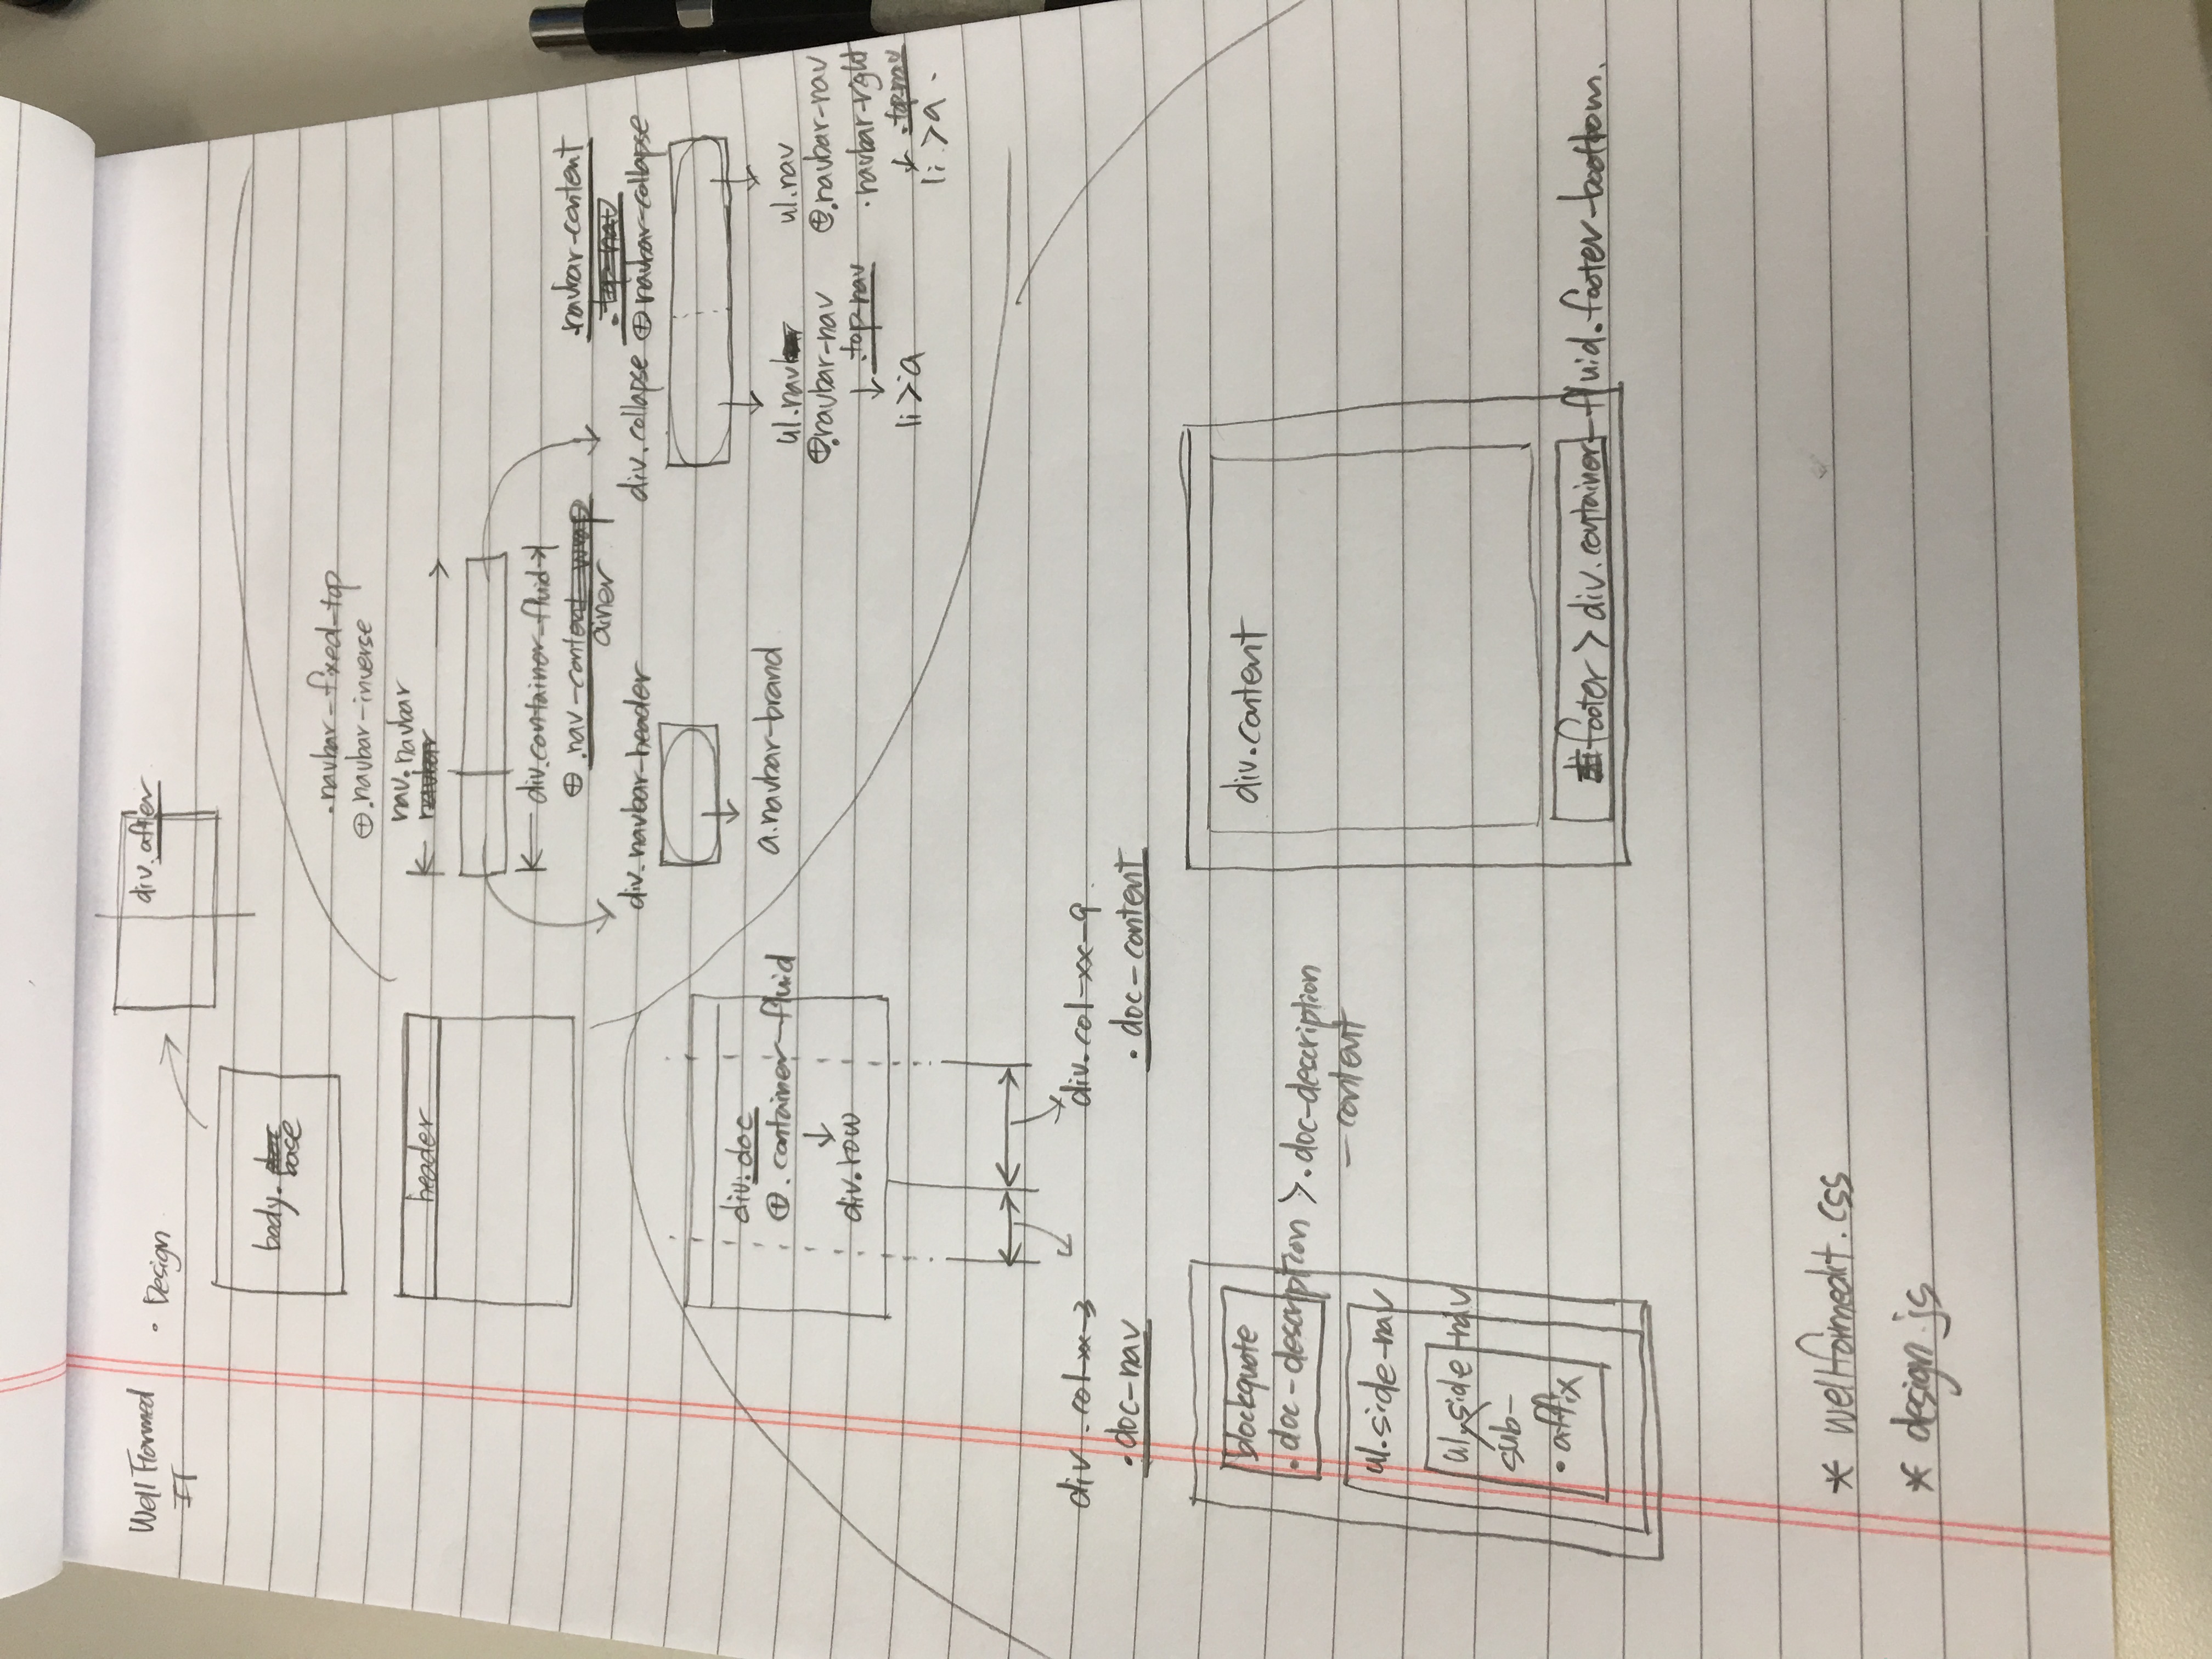 Well Formed
IT
· Design
div.after
body.
base
.navbar-fixed-top
⊕.navbar-inverse
nav.navbar
navbar
header
div.container-fluid
⊕ .nav-content wrap
ainer
.navbar-content
.top-nav
div.navbar-header
div.collapse ⊕ navbar-collapse
div.doc
⊕ .container-fluid
↓
div.row
a.navbar-brand
ul.nav
⊕.navbar-nav
↓ .top-nav
li > a
ul.nav
⊕.navbar-nav
.navbar-right
↓ .top-nav
li > a
div.col-xx-3
.doc-nav
div.col-xx-9
.doc-content
blockquote
.doc-description > .doc-description
-content
ul.side-nav
ul.side-nav
sub-
.affix
div.content
footer > div.container-fluid.footer-bottom.
* wellformedit.css
* design.js